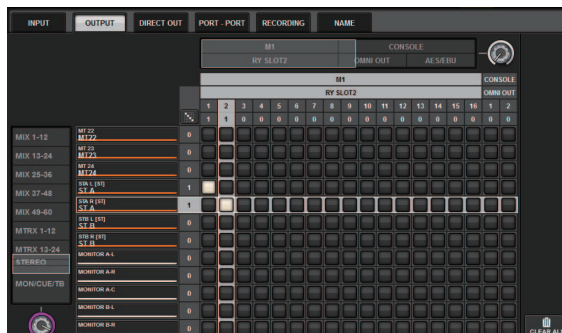 INPUT OUTPUT DIRECT OUT PORT - PORT RECORDING NAME
M1 CONSOLE
RY SLOT2 OMNI OUT AES/EBU
M1 CONSOLE
RY SLOT2 OMNI OUT
1 2 3 4 5 6 7 8 9 10 11 12 13 14 15 16 1 2
1 1 0 0 0 0 0 0 0 0 0 0 0 0 0 0 0 0
MIX 1-12
MIX 13-24
MIX 25-36
MIX 37-48
MIX 49-60
MTRX 1-12
MTRX 13-24
STEREO
MON/CUE/TB
MT 22
MT22 0
MT 23
MT23 0
MT 24
MT24 0
STA L [ST]
ST A 1
STA R [ST]
ST A 1
STB L [ST]
ST B 0
STB R [ST]
ST B 0
MONITOR A-L 0
MONITOR A-R 0
MONITOR A-C 0
MONITOR B-L 0
MONITOR B-R 0
CLEAR ALL